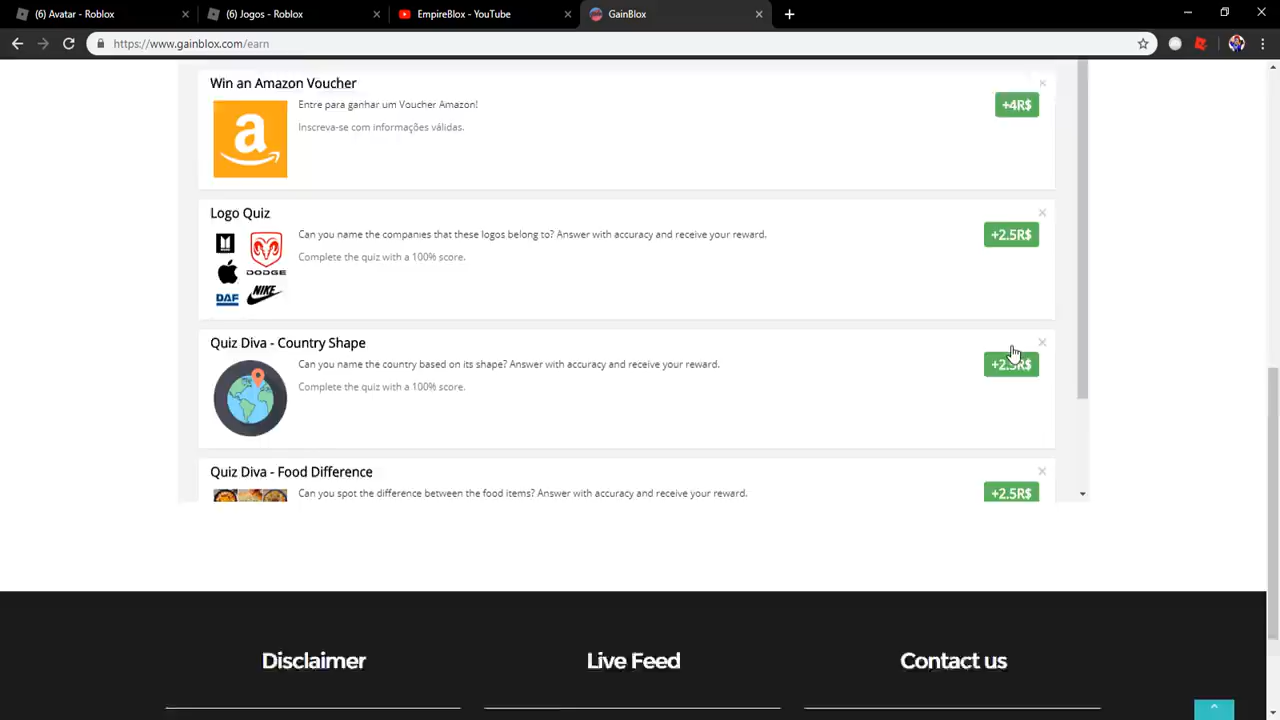 (6) Avatar - Roblox
(6) Jogos - Roblox
EmpireBlox - YouTube
GainBlox
https://www.gainblox.com/earn
Win an Amazon Voucher
Entre para ganhar um Voucher Amazon!
+4R$
Inscreva-se com informações válidas.
Logo Quiz
Can you name the companies that these logos belong to? Answer with accuracy and receive your reward.
+2.5R$
Complete the quiz with a 100% score.
DODGE
DAF
NIKE
Quiz Diva - Country Shape
Can you name the country based on its shape? Answer with accuracy and receive your reward.
+2.5R$
Complete the quiz with a 100% score.
Quiz Diva - Food Difference
Can you spot the difference between the food items? Answer with accuracy and receive your reward.
+2.5R$
Disclaimer
Live Feed
Contact us